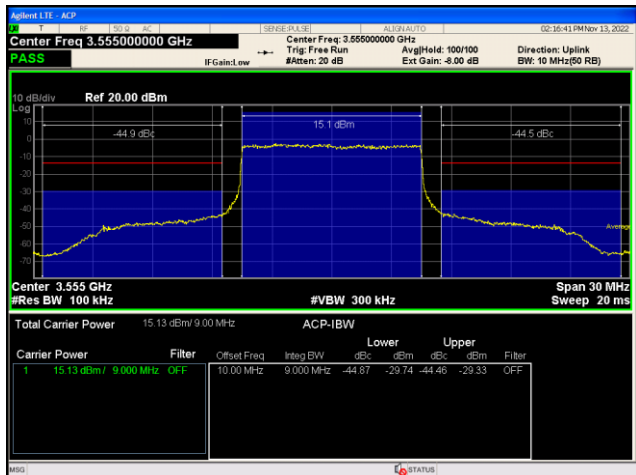 Agilent LTE - ACP
T RF 50 Ω AC SENSE:PULSE ALIGN AUTO 02:16:41 PM Nov 13, 2022
Center Freq 3.555000000 GHz
Center Freq: 3.555000000 GHz
Trig: Free Run Avg|Hold: 100/100 Direction: Uplink
PASS IFGain:Low #Atten: 20 dB Ext Gain: -8.00 dB BW: 10 MHz(50 RB)
10 dB/div Ref 20.00 dBm
Log
10
15.1 dBm
-44.9 dBc -44.5 dBc
0
-10
-20
-30
-40
-50
Average
-60
-70
Center 3.555 GHz Span 30 MHz
#Res BW 100 kHz #VBW 300 kHz Sweep 20 ms
Total Carrier Power 15.13 dBm/ 9.00 MHz ACP-IBW
Lower Upper
Carrier Power Filter Offset Freq Integ BW dBc dBm dBc dBm Filter
1 15.13 dBm / 9.000 MHz OFF 10.00 MHz 9.000 MHz -44.87 -29.74 -44.46 -29.33 OFF
MSG STATUS